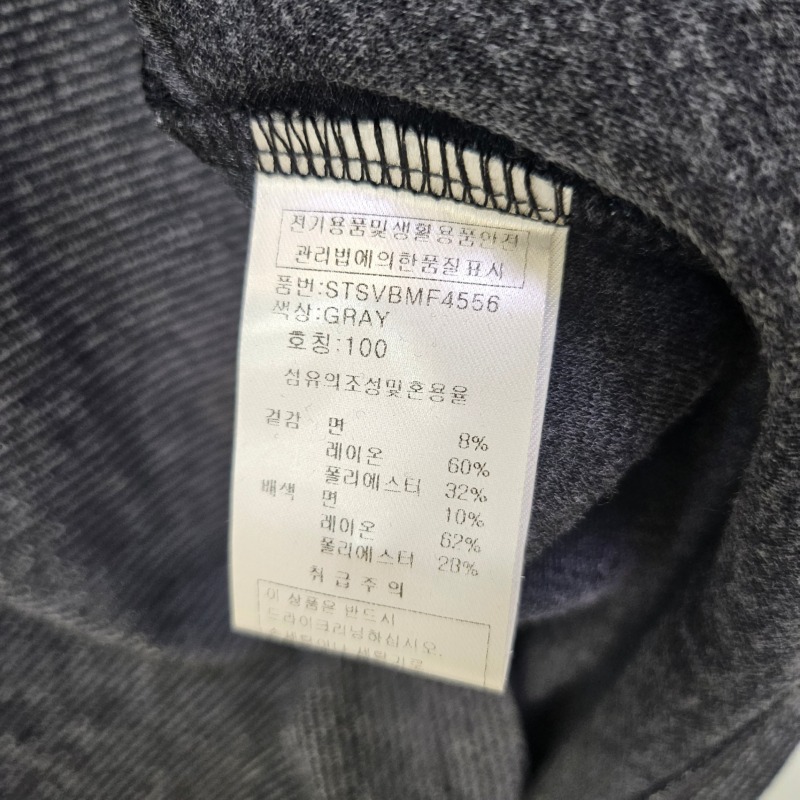 전기용품및생활용품안전
관리법에의한품질표시
품번:STSVBMF4556
색상:GRAY
호칭:100
섬유의조성및혼용율
겉감 면 8%
레이온 60%
폴리에스터 32%
배색 면 10%
레이온 62%
폴리에스터 28%
취급주의
이 상품은 반드시
드라이크리닝하십시오.